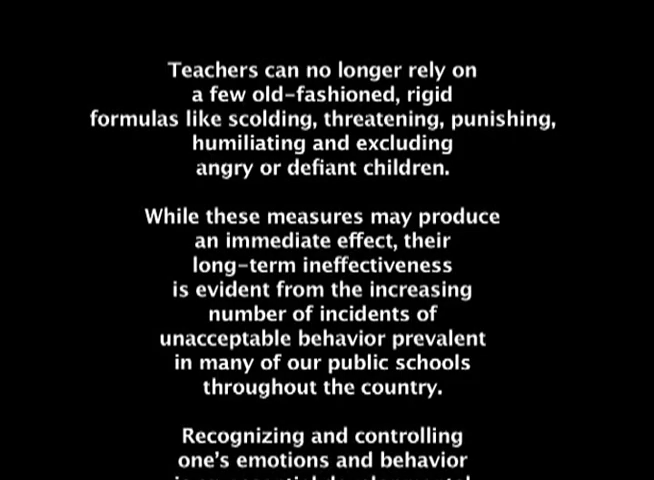 Teachers can no longer rely on
a few old-fashioned, rigid
formulas like scolding, threatening, punishing,
humiliating and excluding
angry or defiant children.
While these measures may produce
an immediate effect, their
long-term ineffectiveness
is evident from the increasing
number of incidents of
unacceptable behavior prevalent
in many of our public schools
throughout the country.
Recognizing and controlling
one's emotions and behavior